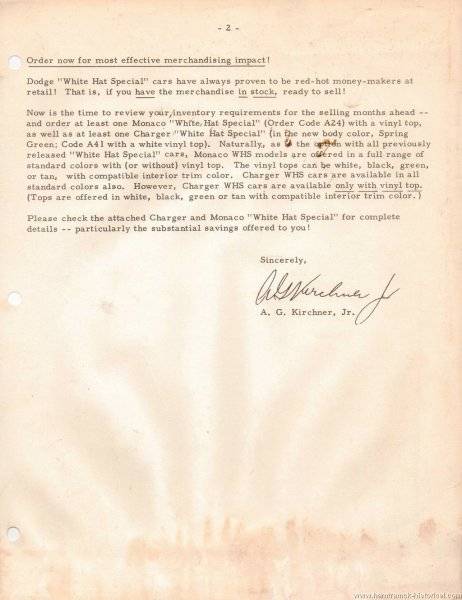 - 2 -
Order now for most effective merchandising impact!
Dodge "White Hat Special" cars have always proven to be red-hot money-makers at
retail! That is, if you have the merchandise in stock, ready to sell!
Now is the time to review your inventory requirements for the selling months ahead --
and order at least one Monaco "White Hat Special" (Order Code A24) with a vinyl top,
as well as at least one Charger "White Hat Special" (in the new body color, Spring
Green; Code A41 with a white vinyl top). Naturally, as the with all previously
released "White Hat Special" cars, Monaco WHS models are offered in a full range of
standard colors with (or without) vinyl top. The vinyl tops can be white, black, green,
or tan, with compatible interior trim color. Charger WHS cars are available in all
standard colors also. However, Charger WHS cars are available only with vinyl top.
(Tops are offered in white, black, green or tan with compatible interior trim color.)
Please check the attached Charger and Monaco "White Hat Special" for complete
details -- particularly the substantial savings offered to you!
Sincerely,
AG Kirchner Jr
A. G. Kirchner, Jr.
www.hamtramck-historical.com